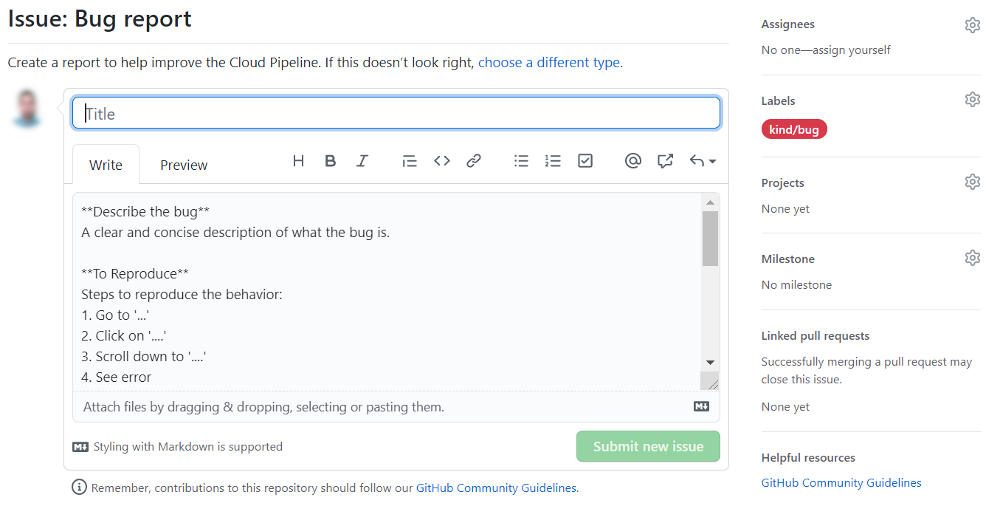 Issue: Bug report
Create a report to help improve the Cloud Pipeline. If this doesn't look right, choose a different type.
Title
Write Preview
**Describe the bug**
A clear and concise description of what the bug is.
**To Reproduce**
Steps to reproduce the behavior:
1. Go to '...'
2. Click on '....'
3. Scroll down to '....'
4. See error
Attach files by dragging & dropping, selecting or pasting them.
Styling with Markdown is supported
Submit new issue
Remember, contributions to this repository should follow our GitHub Community Guidelines.
Assignees
No one—assign yourself
Labels
kind/bug
Projects
None yet
Milestone
No milestone
Linked pull requests
Successfully merging a pull request may
close this issue.
None yet
Helpful resources
GitHub Community Guidelines